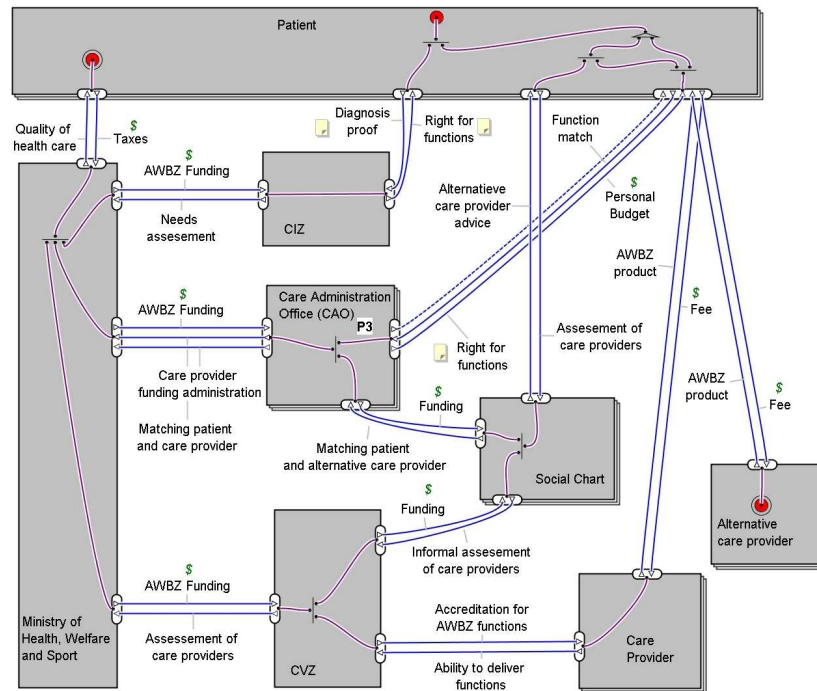 Patient
Quality of
health care
$
Taxes
Diagnosis
proof
Right for
functions
Function
match
$
Personal
Budget
$
AWBZ Funding
Needs
assesement
CIZ
Alternatieve
care provider
advice
AWBZ
product
$
Fee
$
AWBZ Funding
Care Administration
Office (CAO)
P3
Right for
functions
Assesement of
care providers
Care provider
funding administration
Matching patient
and care provider
$
Funding
Matching patient
and alternative care provider
AWBZ
product
$
Fee
Social Chart
$
Funding
Informal assesement
of care providers
Alternative
care provider
$
AWBZ Funding
Assessement of
care providers
Ministry of
Health, Welfare
and Sport
CVZ
Accreditation for
AWBZ functions
Ability to deliver
functions
Care
Provider